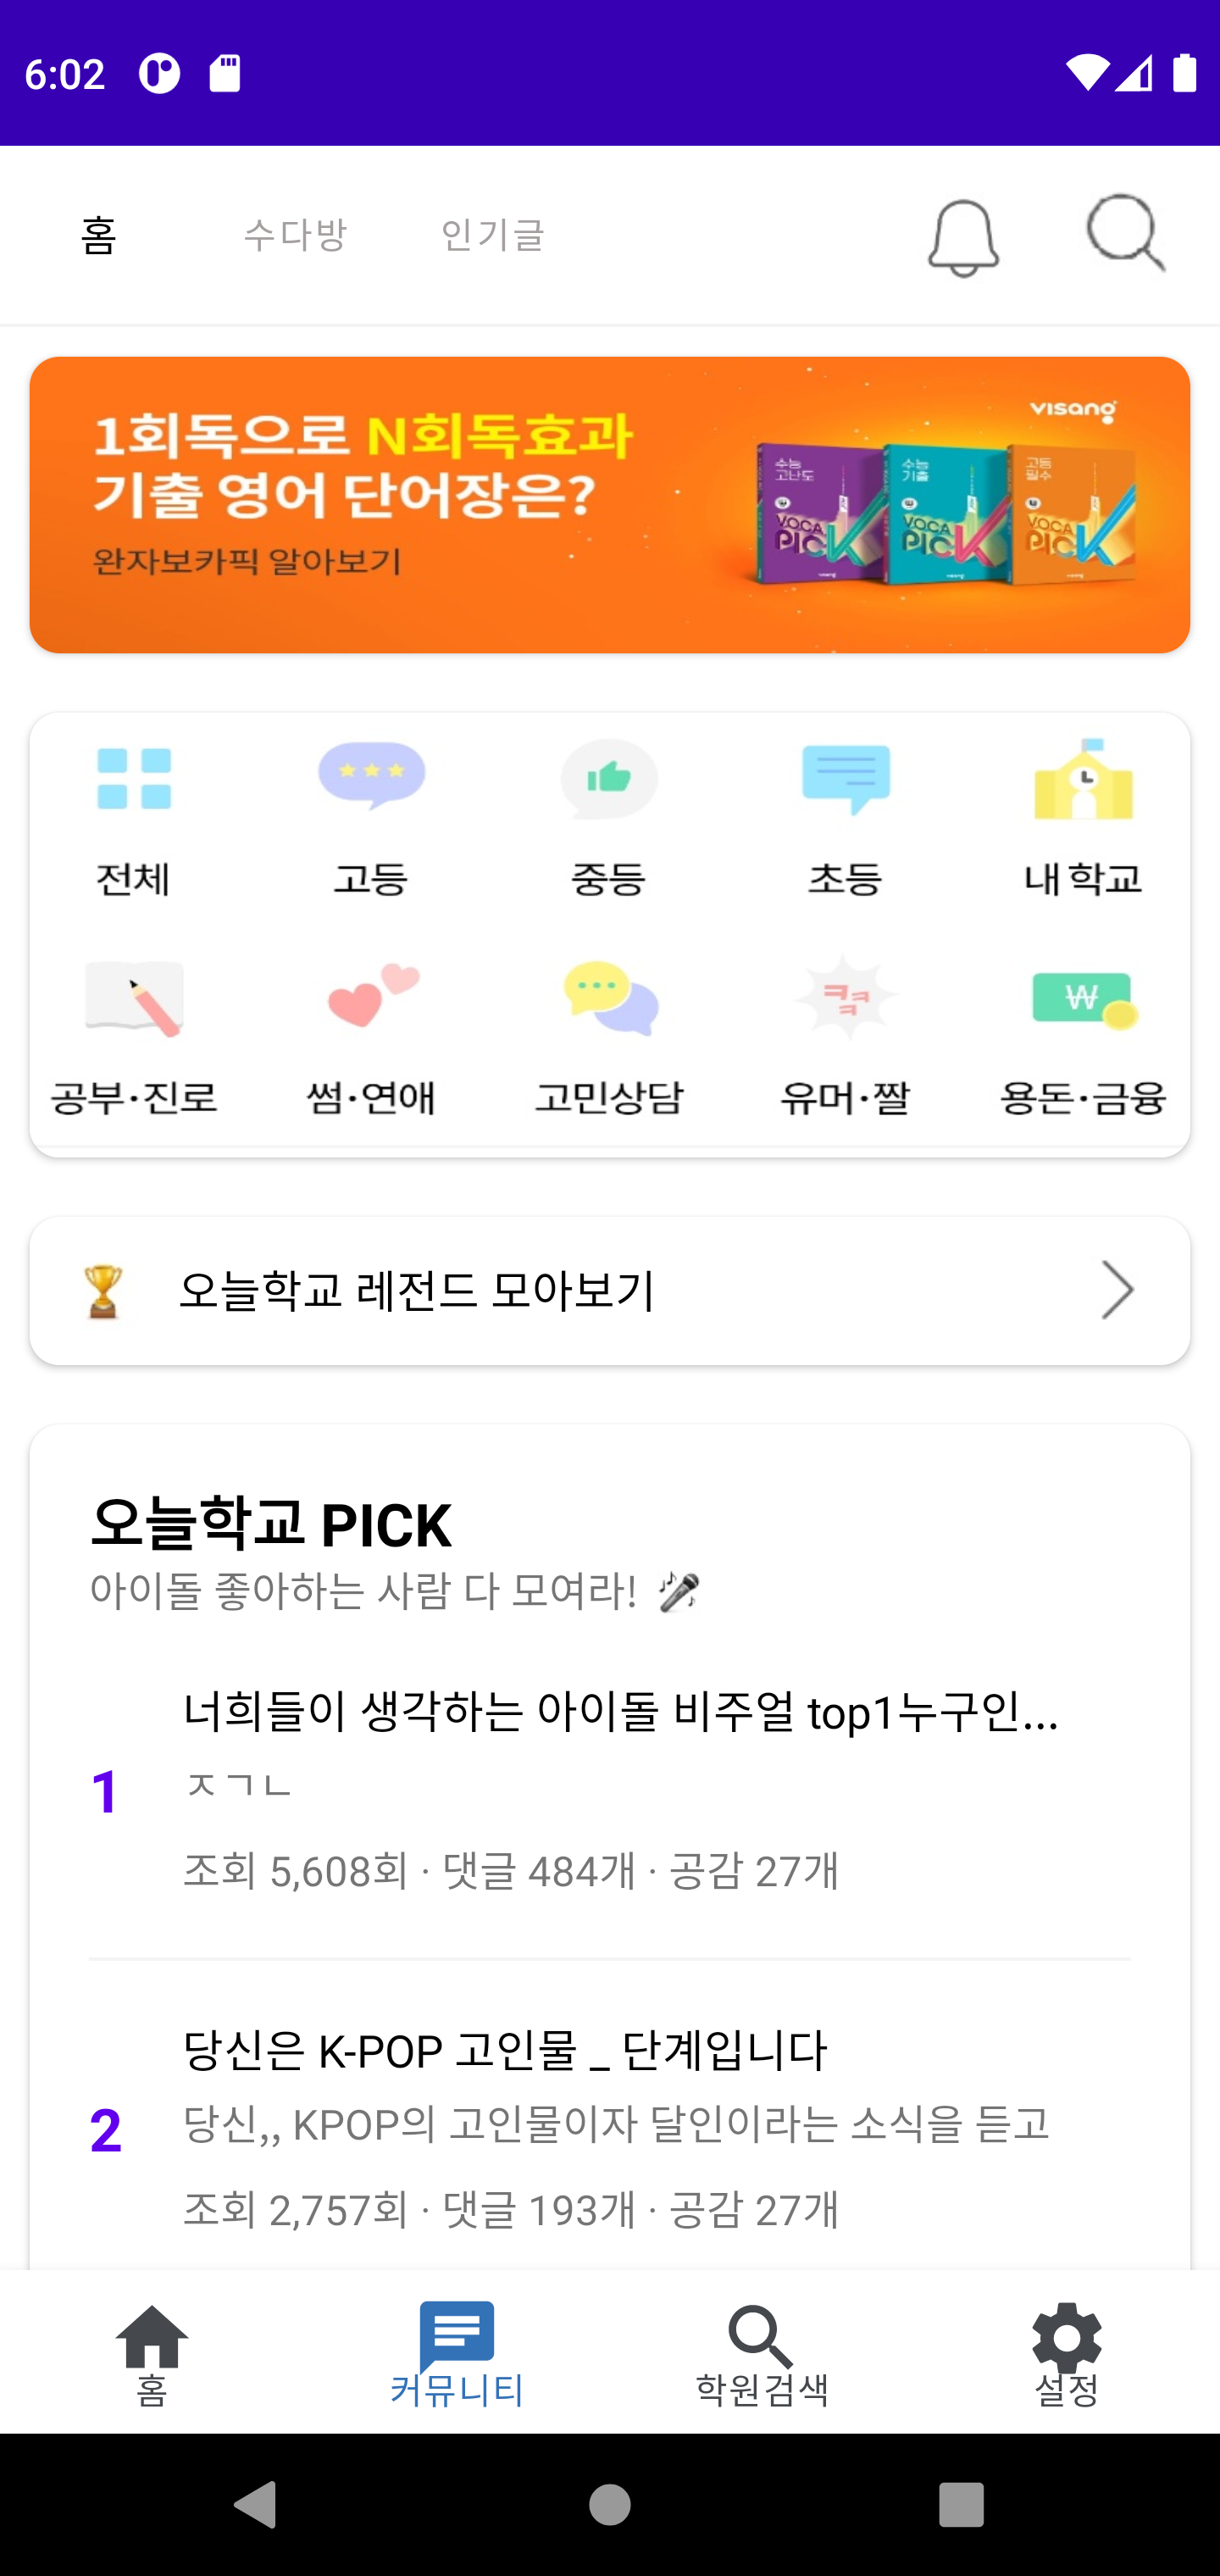 6:02
홈 수다방 인기글
1회독으로 N회독효과
기출 영어 단어장은?
완자보카픽 알아보기
visang
수능 고난도
VOCA PICK
수능 기출
VOCA PICK
고등 필수
VOCA PICK
전체 고등 중등 초등 내 학교
ㅋㅋㅋ
₩
공부·진로 썸·연애 고민상담 유머·짤 용돈·금융
오늘학교 레전드 모아보기
오늘학교 PICK
아이돌 좋아하는 사람 다 모여라! 🎤
너희들이 생각하는 아이돌 비주얼 top1누구인...
1 ㅈㄱㄴ
조회 5,608회 · 댓글 484개 · 공감 27개
당신은 K-POP 고인물 _ 단계입니다
2 당신,, KPOP의 고인물이자 달인이라는 소식을 듣고
조회 2,757회 · 댓글 193개 · 공감 27개
홈 커뮤니티 학원검색 설정